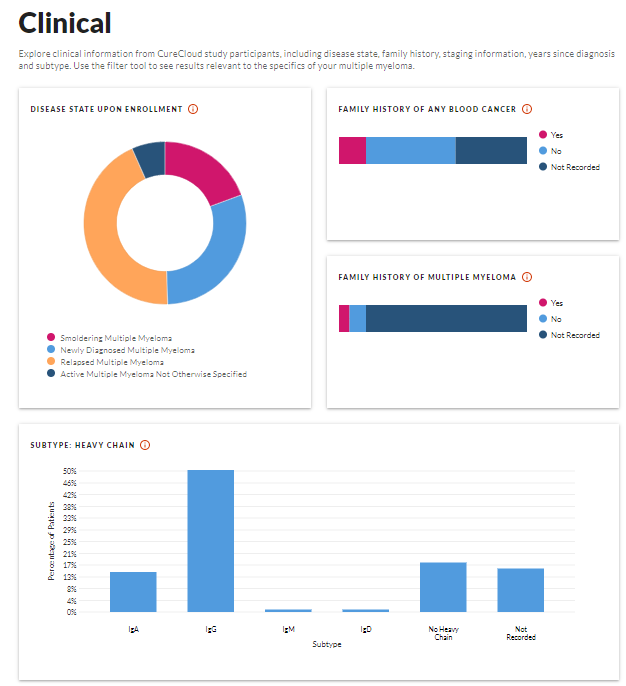 Clinical
Explore clinical information from CureCloud study participants, including disease state, family history, staging information, years since diagnosis
and subtype. Use the filter tool to see results relevant to the specifics of your multiple myeloma.
DISEASE STATE UPON ENROLLMENT
Smoldering Multiple Myeloma
Newly Diagnosed Multiple Myeloma
Relapsed Multiple Myeloma
Active Multiple Myeloma Not Otherwise Specified
FAMILY HISTORY OF ANY BLOOD CANCER
Yes
No
Not Recorded
FAMILY HISTORY OF MULTIPLE MYELOMA
Yes
No
Not Recorded
SUBTYPE: HEAVY CHAIN
Percentage of Patients
50%
46%
42%
38%
33%
29%
25%
21%
17%
13%
8%
4%
0%
IgA
IgG
IgM
IgD
No Heavy
Chain
Not
Recorded
Subtype